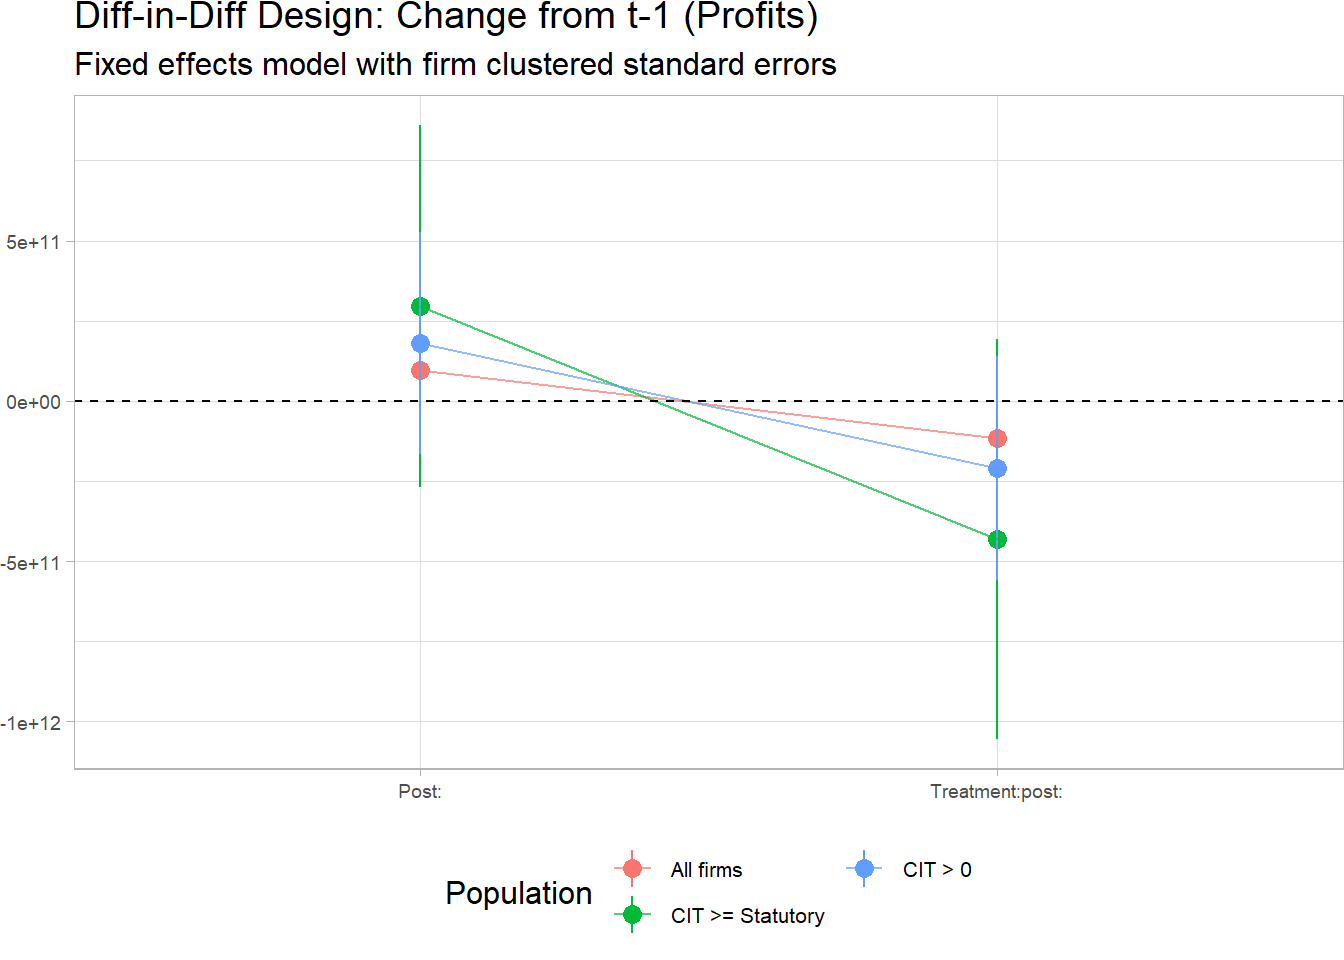 Diff-in-Diff Design: Change from t-1 (Profits)
Fixed effects model with firm clustered standard errors
5e+11
0e+00
-5e+11
-1e+12
Post:
Treatment:post:
Population
All firms
CIT > 0
CIT >= Statutory